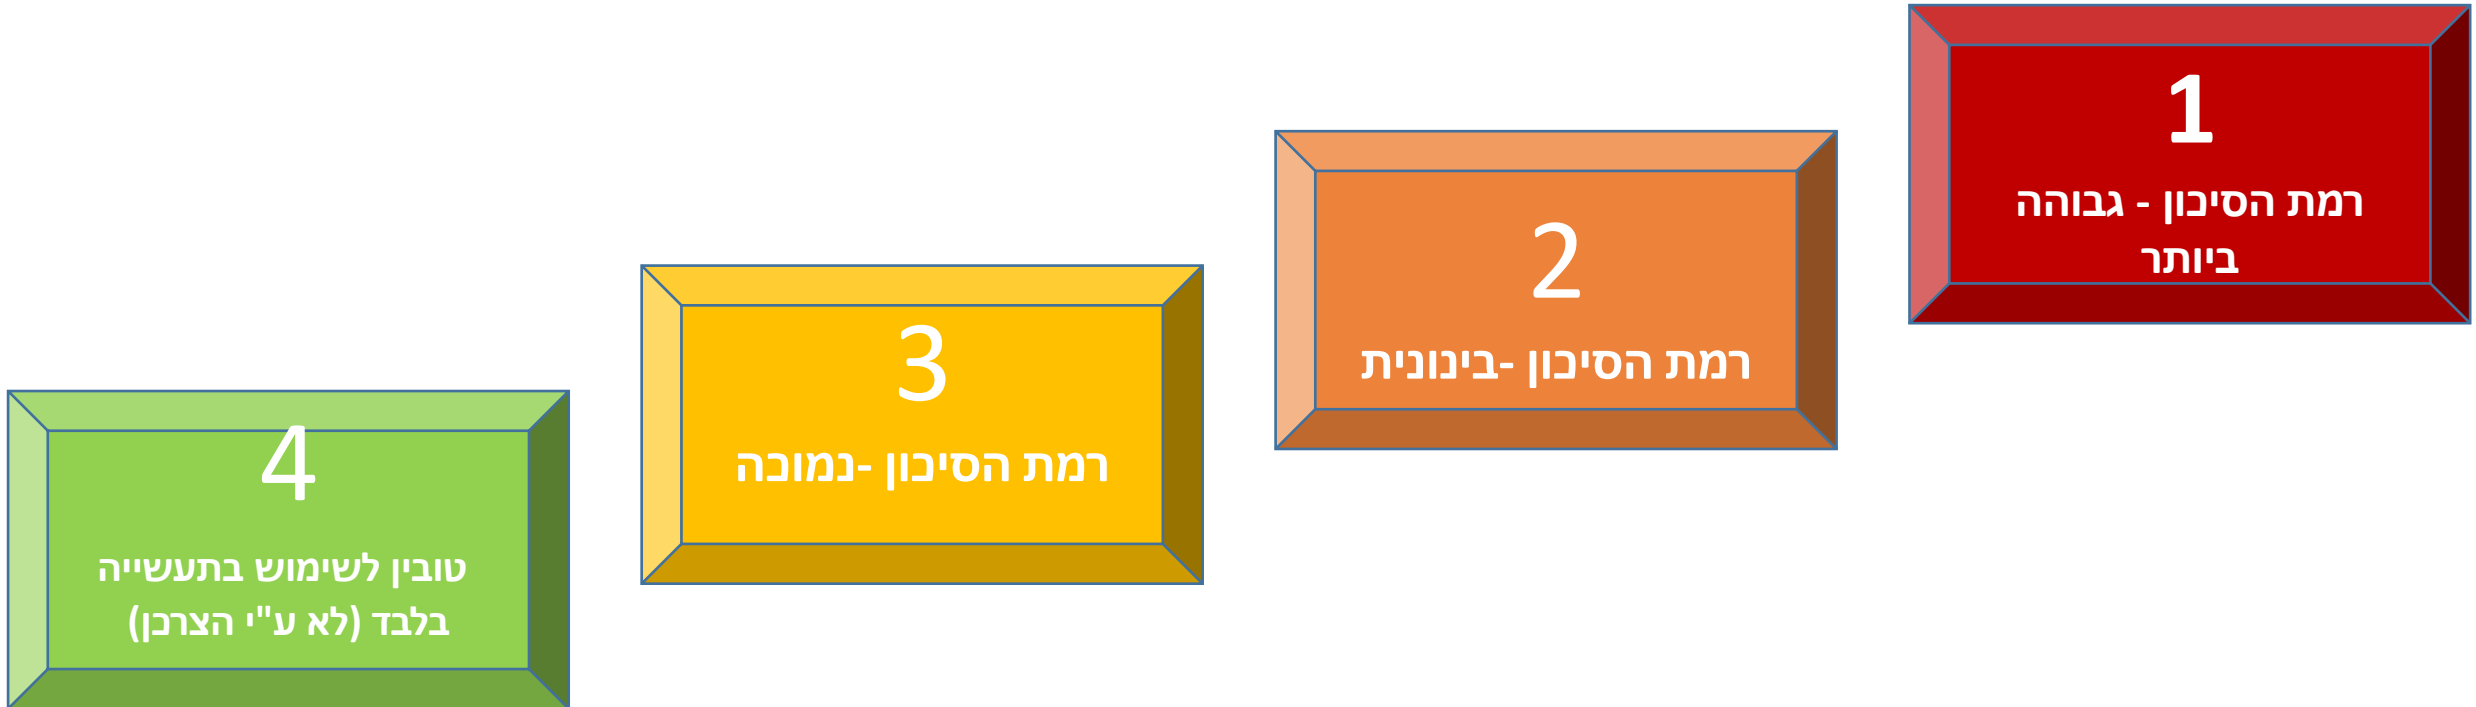 1
רמת הסיכון - גבוהה
ביותר
2
רמת הסיכון -בינונית
3
רמת הסיכון -נמוכה
4
טובין לשימוש בתעשייה
בלבד (לא ע"י הצרכן)